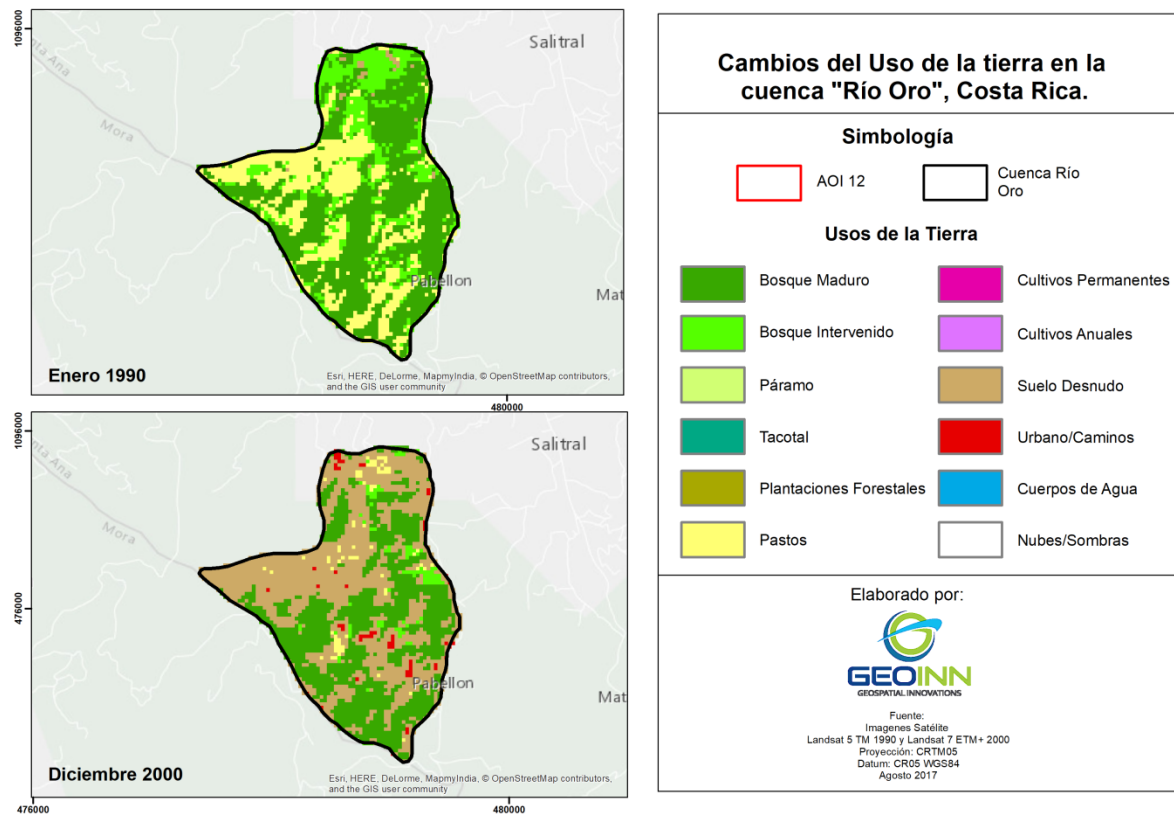 1096000
Salitral
Mora
Pabellon
Mat
Enero 1990
Esri, HERE, DeLorme, MapmyIndia, © OpenStreetMap contributors,
and the GIS user community
480000
1096000
Salitral
Mora
476000
Pabellon
Mat
Diciembre 2000
Esri, HERE, DeLorme, MapmyIndia, © OpenStreetMap contributors,
and the GIS user community
476000
480000
Cambios del Uso de la tierra en la
cuenca "Río Oro", Costa Rica.
Simbología
AOI 12
Cuenca Río
Oro
Usos de la Tierra
Bosque Maduro
Cultivos Permanentes
Bosque Intervenido
Cultivos Anuales
Páramo
Suelo Desnudo
Tacotal
Urbano/Caminos
Plantaciones Forestales
Cuerpos de Agua
Pastos
Nubes/Sombras
Elaborado por:
GEOINN
GEOSPATIAL INNOVATIONS
Fuente:
Imagenes Satélite
Landsat 5 TM 1990 y Landsat 7 ETM+ 2000
Proyección: CRTM05
Datum: CR05 WGS84
Agosto 2017